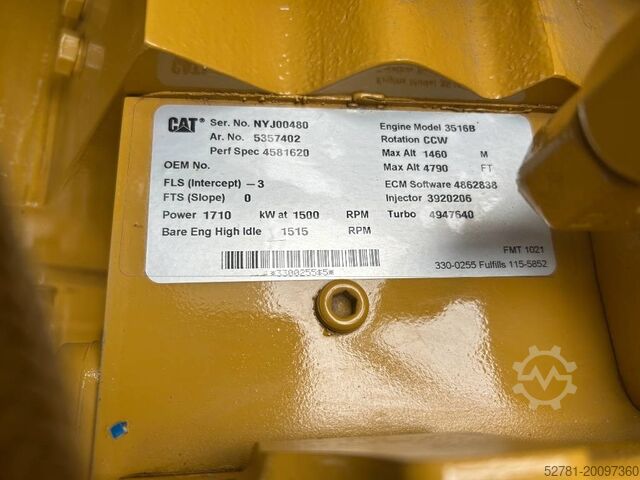 CAT® Ser. No. NYJ00480
Ar. No. 5357402
Perf Spec 4581620
OEM No.
FLS (Intercept) –3
FTS (Slope) 0
Power 1710 kW at 1500 RPM
Bare Eng High Idle 1515 RPM
Engine Model 3516B
Rotation CCW
Max Alt 1460 M
Max Alt 4790 FT
ECM Software 4862838
Injector 3920206
Turbo 4947640
FMT 1021
*3300255$5*
330-0255 Fulfills 115-5852
52781-20097360